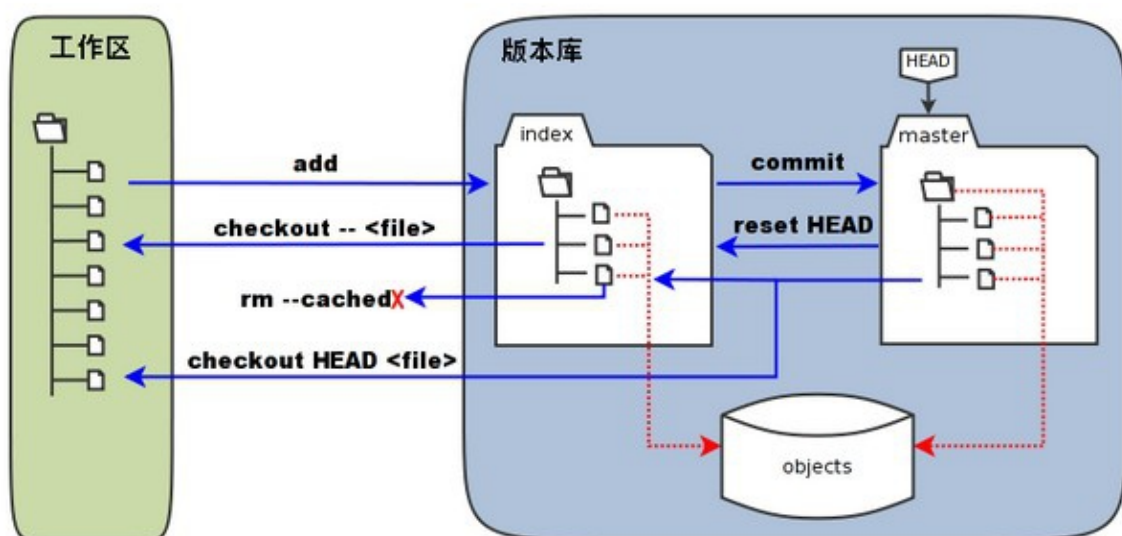 工作区
版本库
HEAD
index
master
add
commit
checkout -- <file>
reset HEAD
rm --cached
X
checkout HEAD <file>
objects